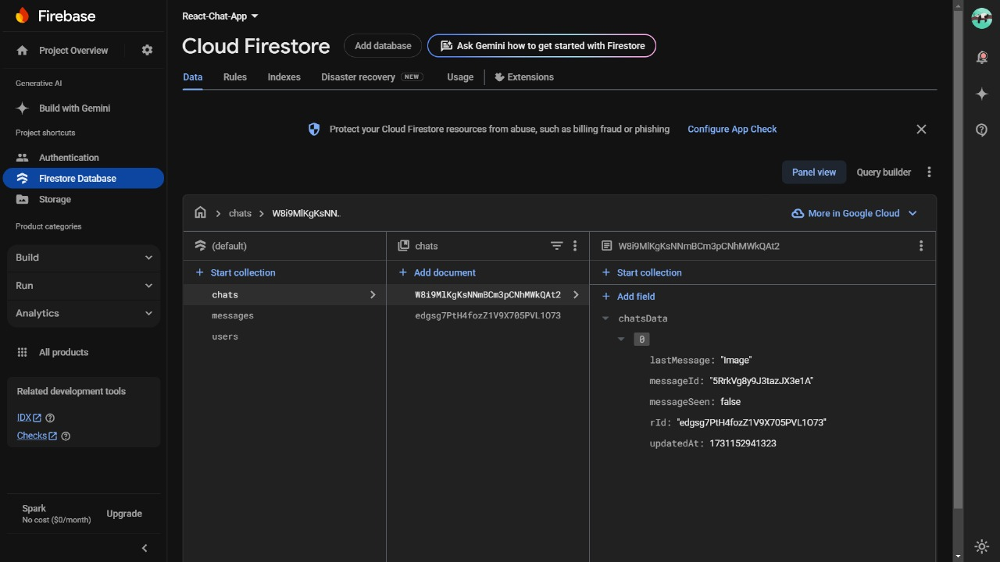 Firebase
React-Chat-App
Project Overview
Generative AI
Build with Gemini
Project shortcuts
Authentication
Firestore Database
Storage
Product categories
Build
Run
Analytics
All products
Related development tools
IDX
Checks
Spark
No cost ($0/month)
Upgrade
Cloud Firestore
Add database
Ask Gemini how to get started with Firestore
Data
Rules
Indexes
Disaster recovery NEW
Usage
Extensions
Protect your Cloud Firestore resources from abuse, such as billing fraud or phishing
Configure App Check
Panel view
Query builder
chats
W8i9MlKgKsNN..
More in Google Cloud
(default)
Start collection
chats
messages
users
chats
Add document
W8i9MlKgKsNNmBCm3pCNhMWkQAt2
edgsg7PtH4fozZ1V9X705PVL1O73
W8i9MlKgKsNNmBCm3pCNhMWkQAt2
Start collection
Add field
chatsData
0
lastMessage: "Image"
messageId: "5RrkVg8y9J3tazJX3e1A"
messageSeen: false
rId: "edgsg7PtH4fozZ1V9X705PVL1O73"
updatedAt: 1731152941323